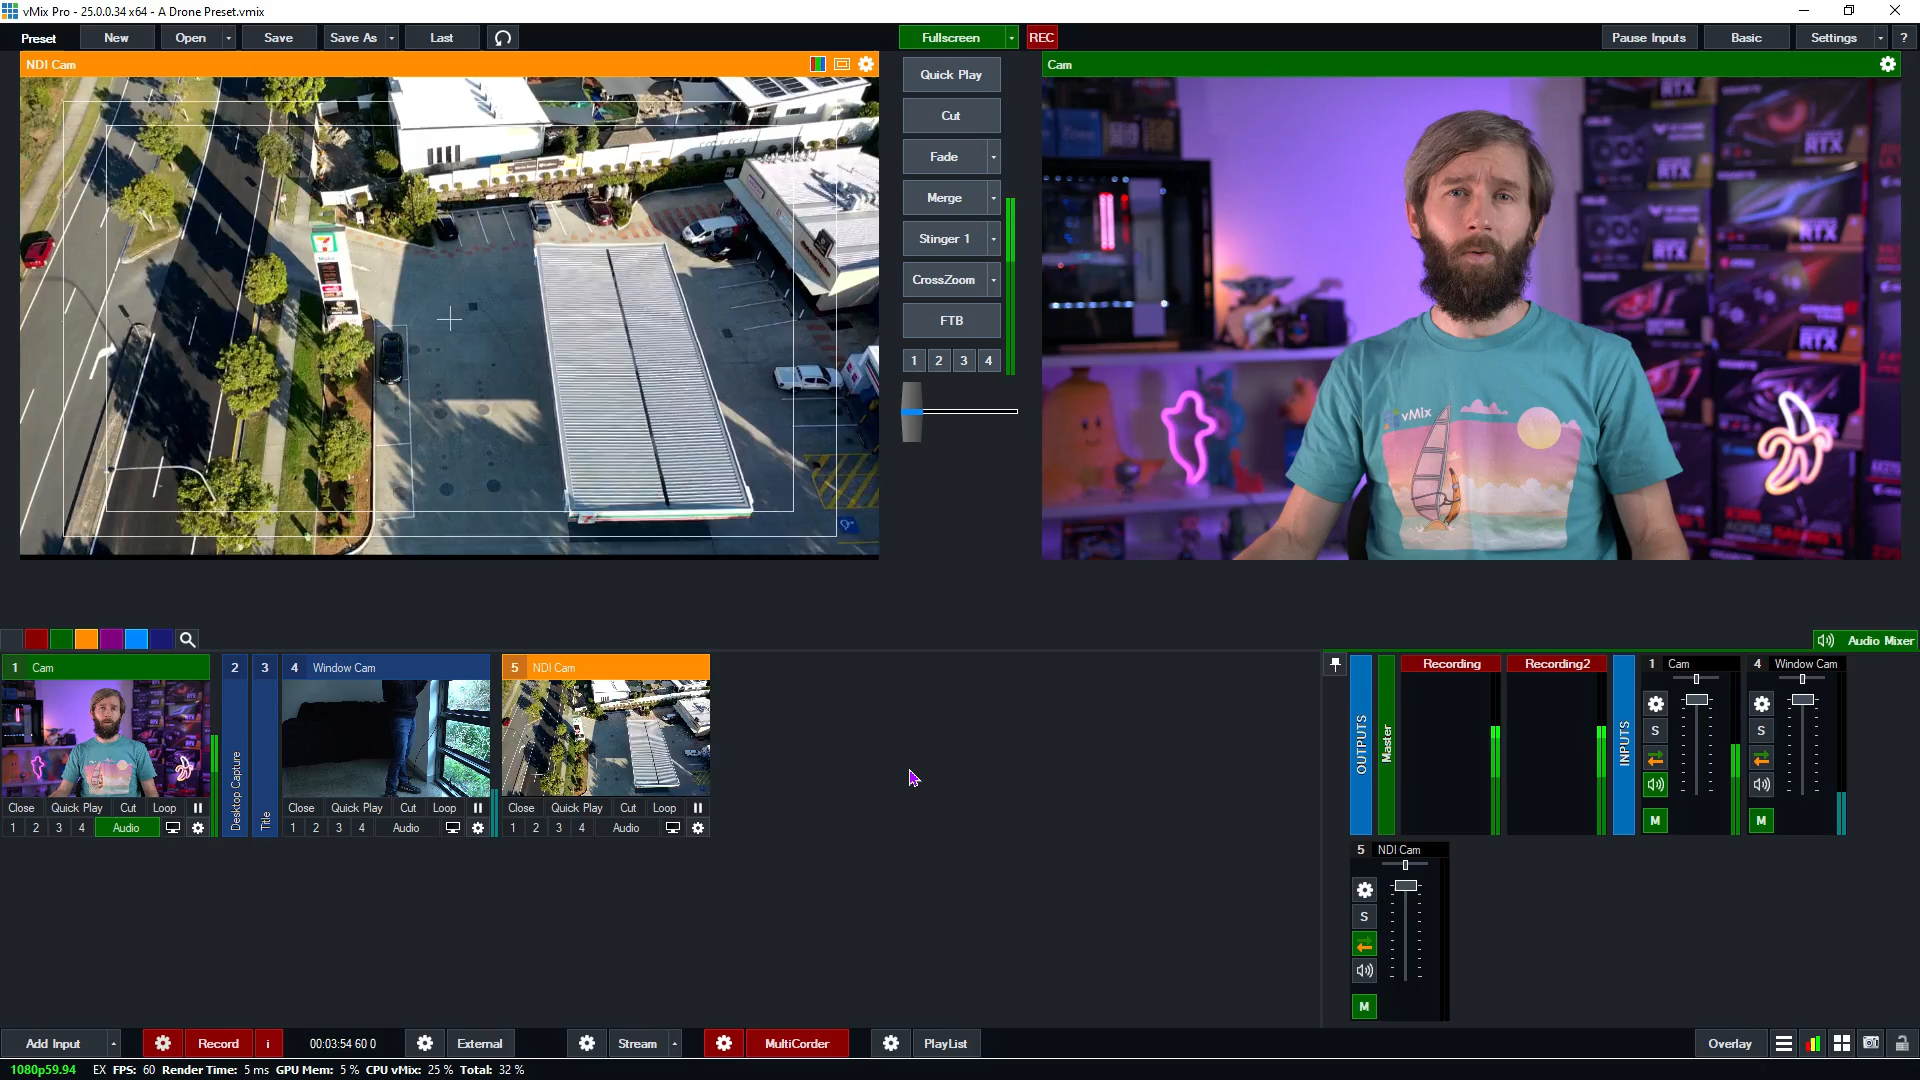 vMix Pro - 25.0.0.34 x64 - A Drone Preset.vmix
Preset New Open Save Save As Last
Fullscreen REC
Pause Inputs Basic Settings ?
NDI Cam
Cam
Quick Play
Cut
Fade
Merge
Stinger 1
CrossZoom
FTB
1 2 3 4
RTX
RTX
RTX
RTX
RTX
vMix
Audio Mixer
1 Cam
2 Desktop Capture
3 Title
4 Window Cam
5 NDI Cam
Close Quick Play Cut Loop
1 2 3 4 Audio
Close Quick Play Cut Loop
1 2 3 4 Audio
Close Quick Play Cut Loop
1 2 3 4 Audio
OUTPUTS
Master
Recording
Recording2
INPUTS
1 Cam
S
M
4 Window Cam
S
M
5 NDI Cam
S
M
Add Input Record i 00:03:54 60 0 External Stream MultiCorder PlayList Overlay
1080p59.94 EX FPS: 60 Render Time: 5 ms GPU Mem: 5 % CPU vMix: 25 % Total: 32 %